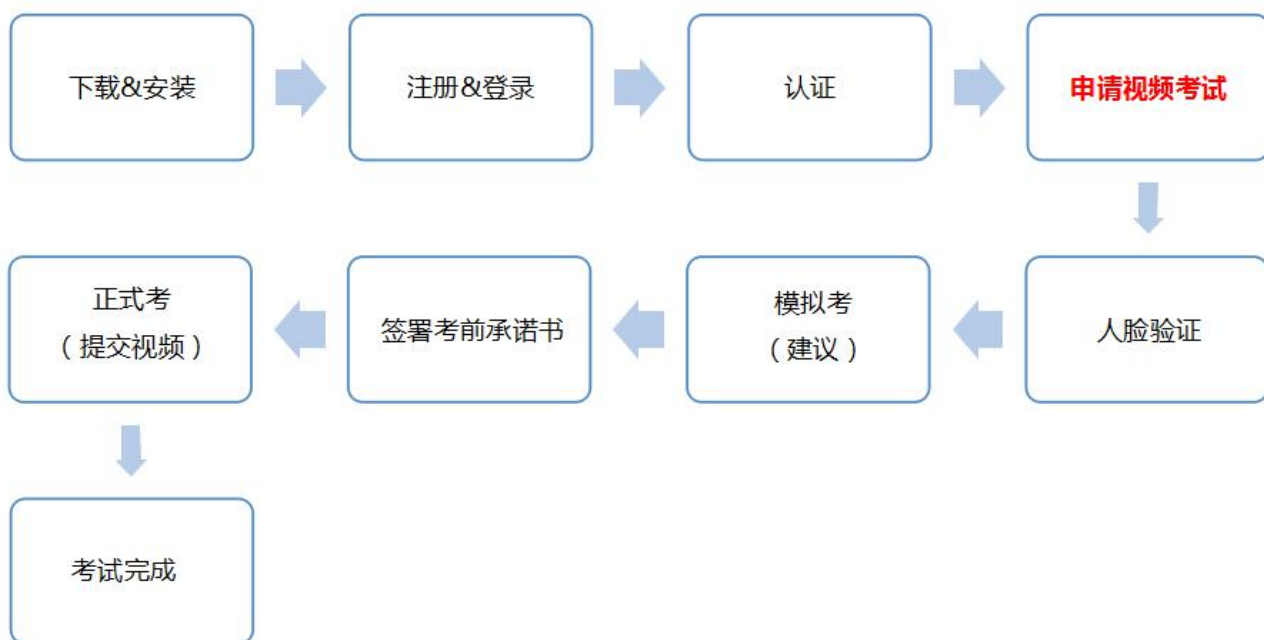 下载&安装
注册&登录
认证
申请视频考试
人脸验证
模拟考
（建议）
签署考前承诺书
正式考
（提交视频）
考试完成